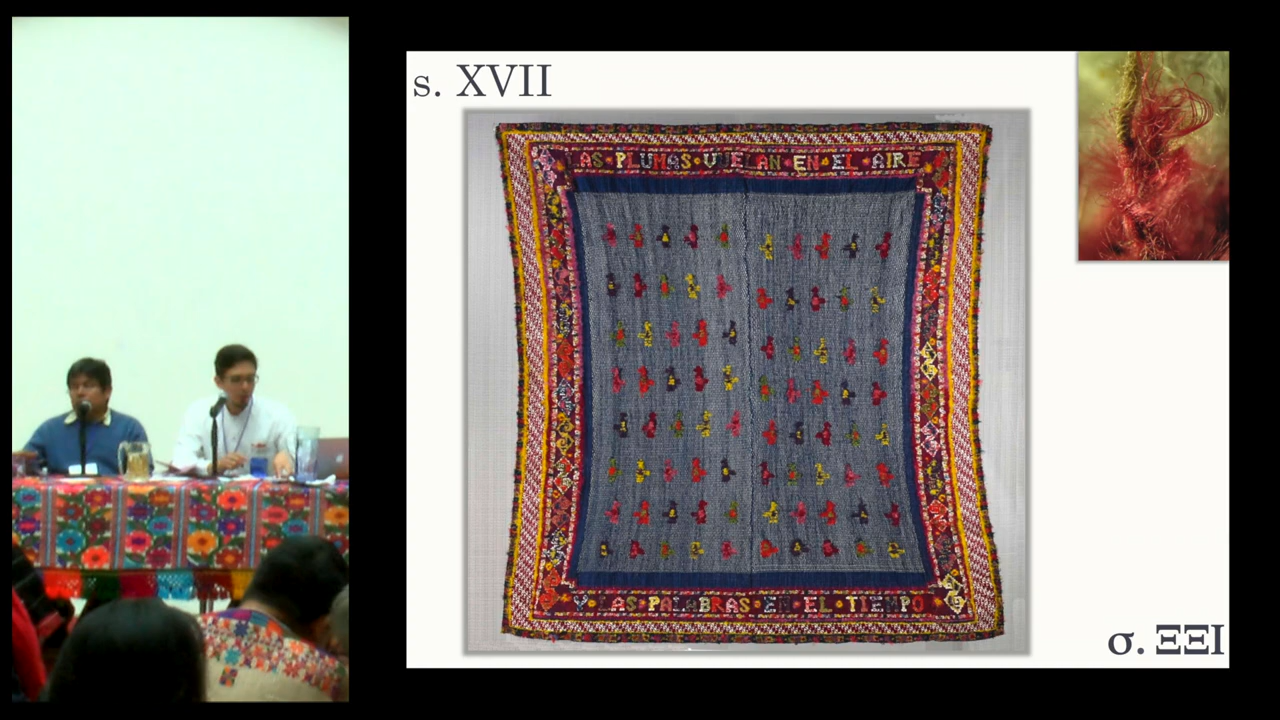 s. XVII
LAS•PLUMAS•VUELAN•EN•EL•AIRE
Y•LAS•PALABRAS•EN•EL•TIEMPO
σ. ΞΞΙ